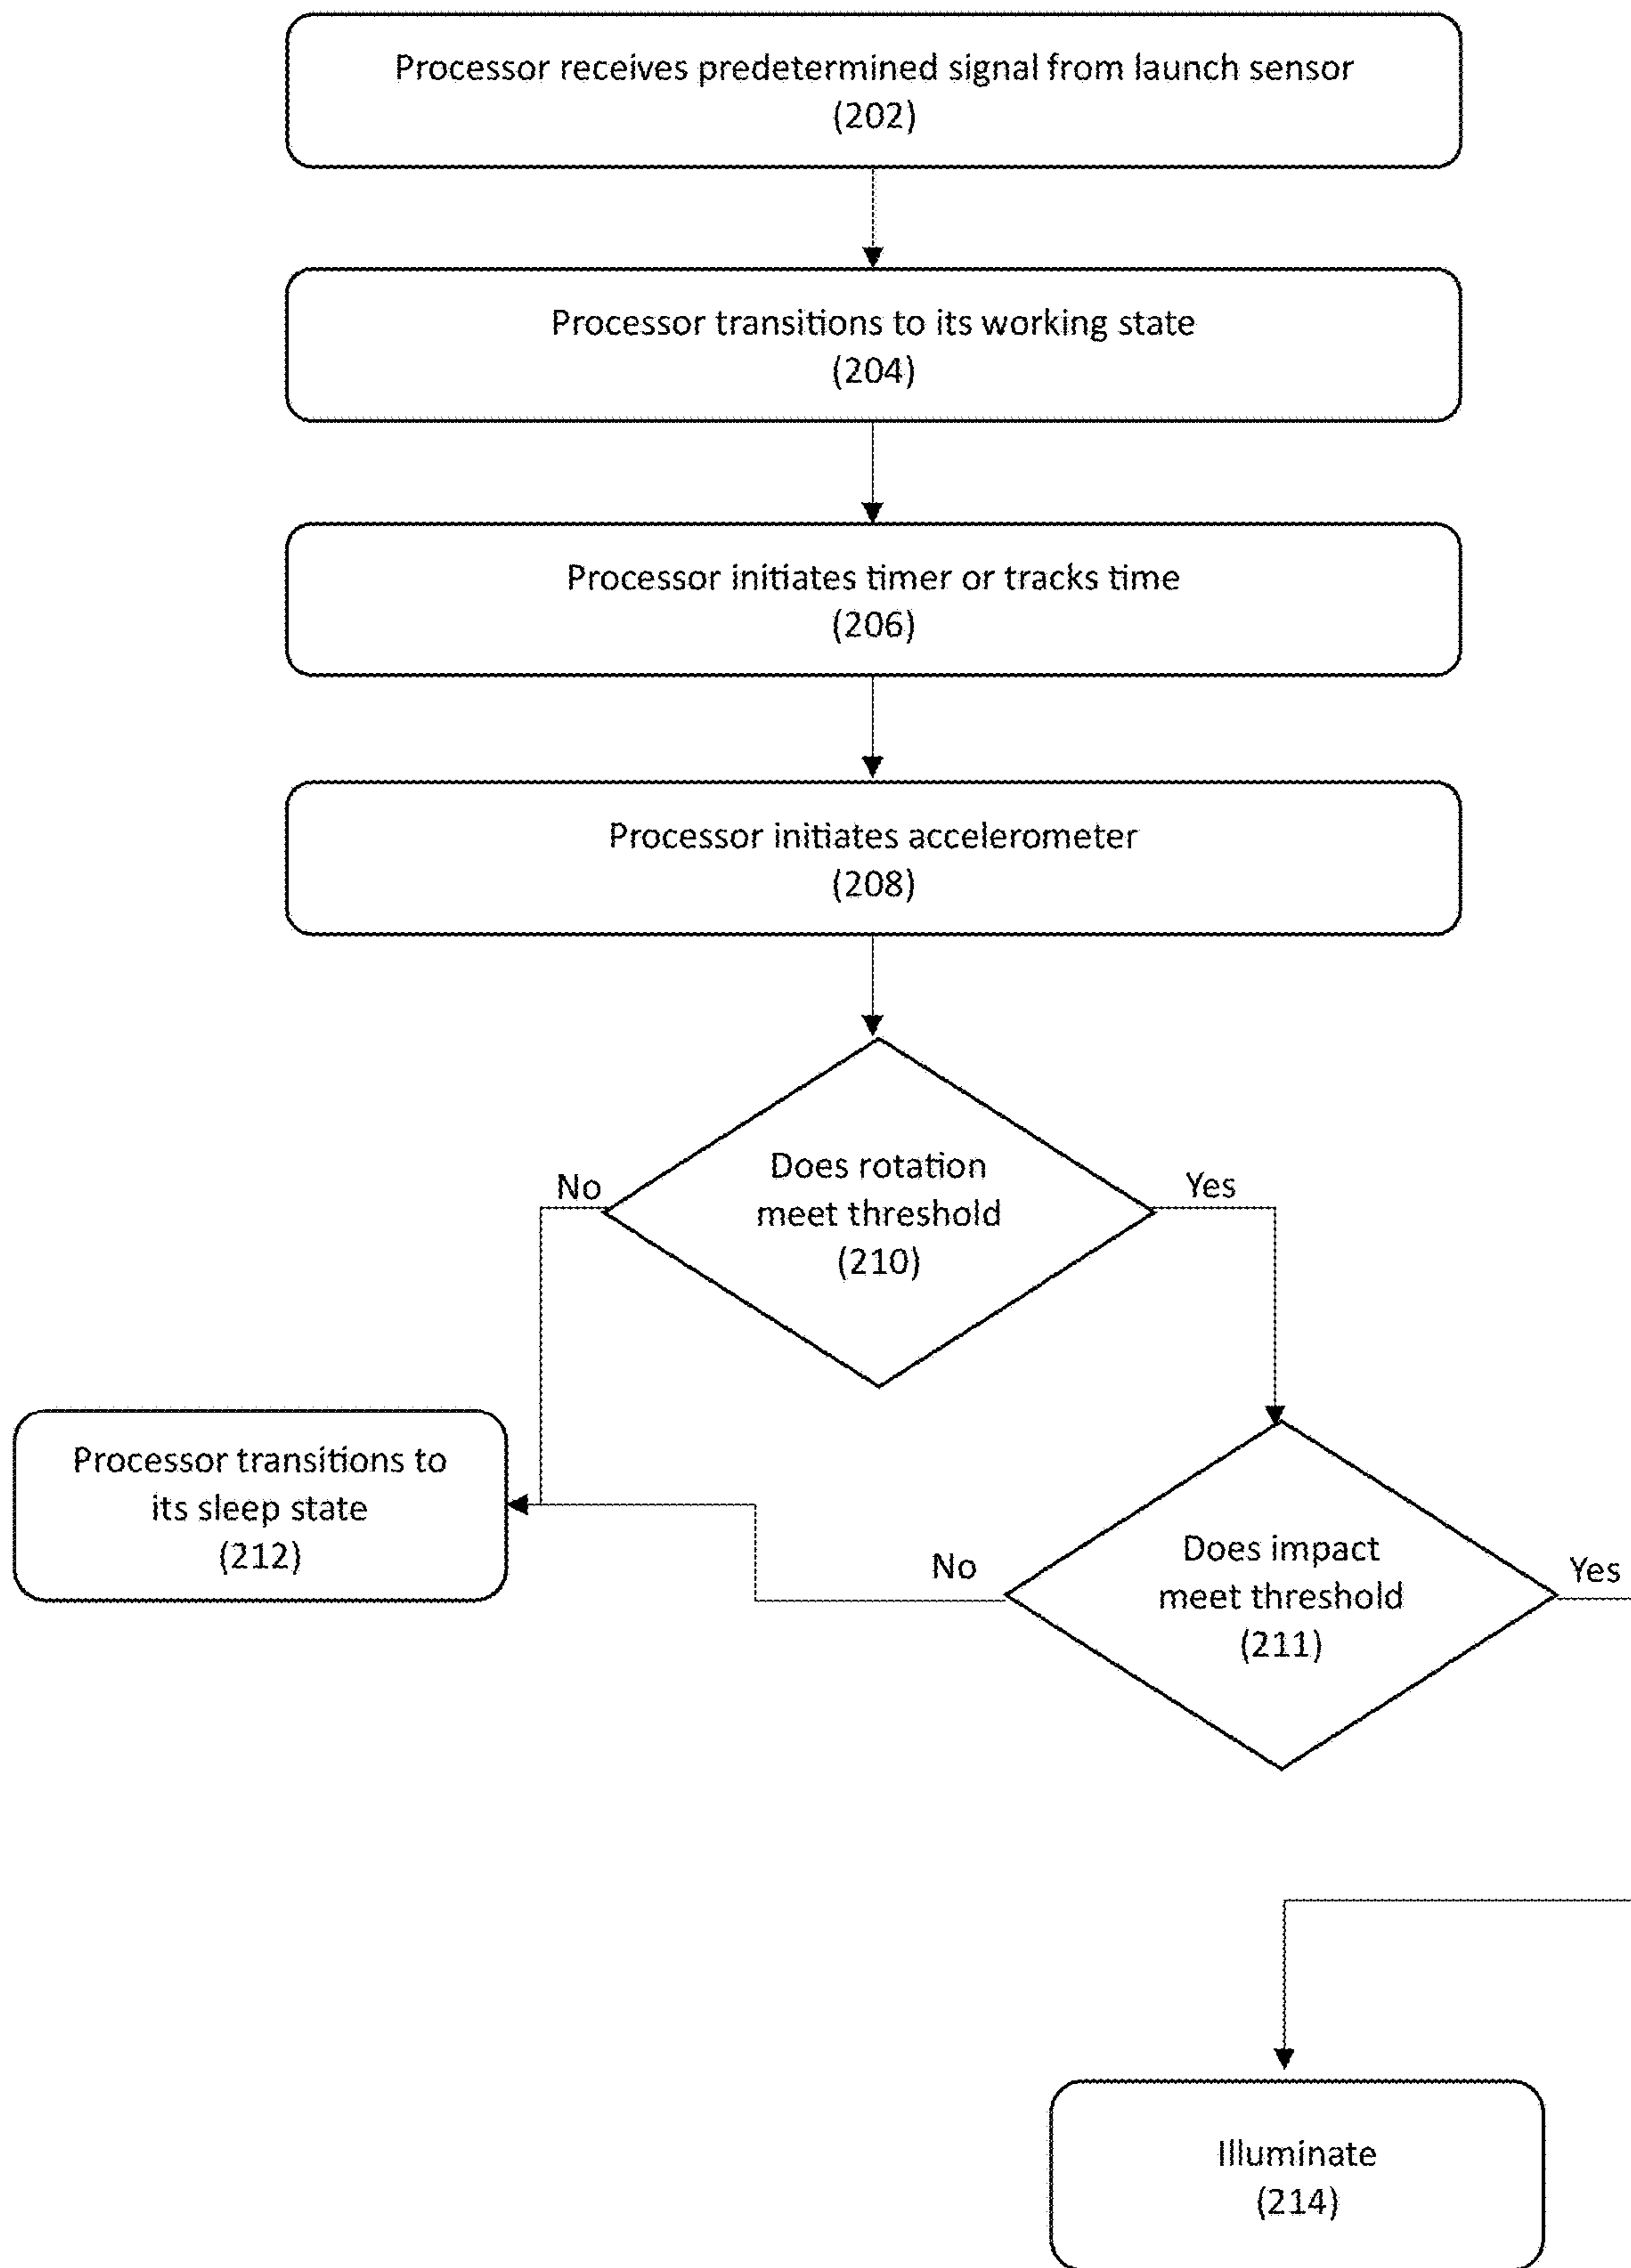 Processor receives predetermined signal from launch sensor
(202)
Processor transitions to its working state
(204)
Processor initiates timer or tracks time
(206)
Processor initiates accelerometer
(208)
Does rotation
meet threshold
(210)
No
Yes
Processor transitions to
its sleep state
(212)
Does impact
meet threshold
(211)
No
Yes
Illuminate
(214)